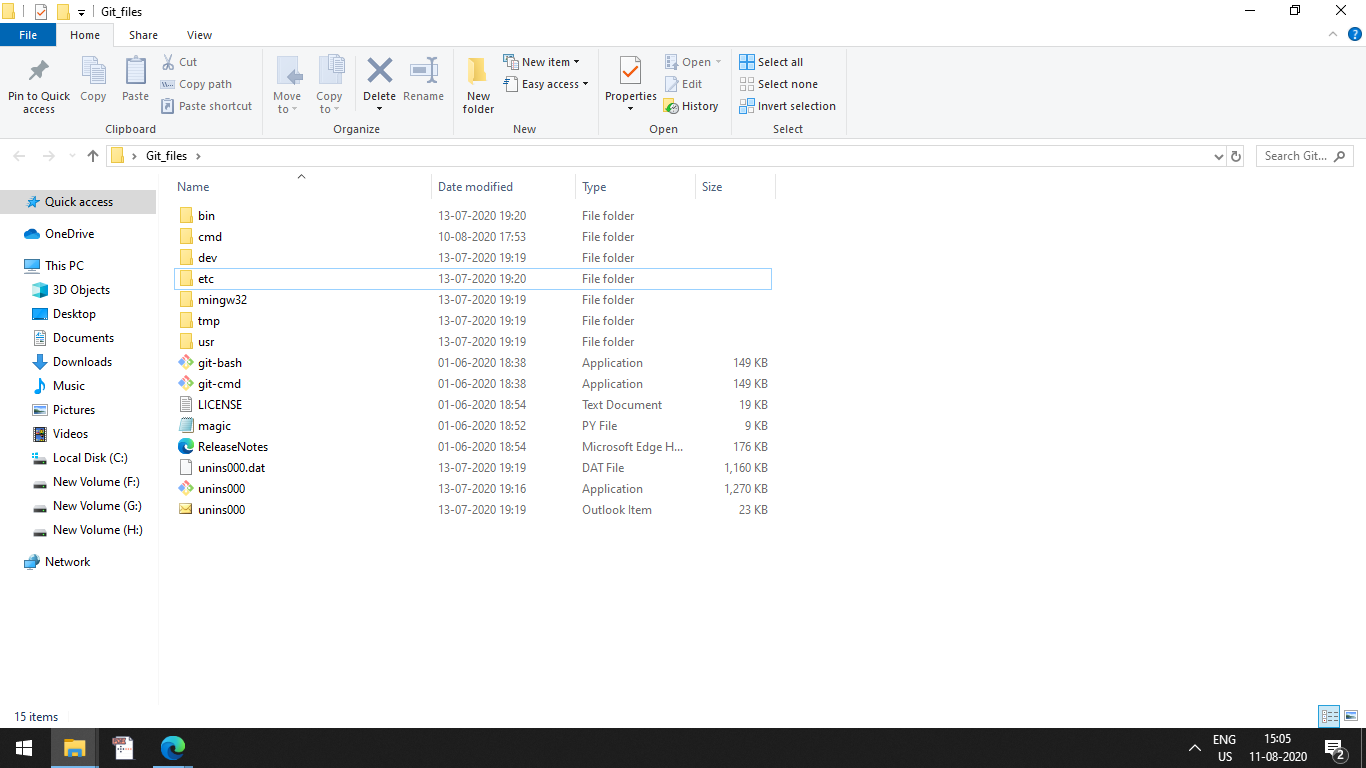 Git_files
File Home Share View
Pin to Quick access
Copy
Paste
Cut
Copy path
Paste shortcut
Clipboard
Move to
Copy to
Delete
Rename
Organize
New folder
New item
Easy access
New
Properties
Open
Edit
History
Open
Select all
Select none
Invert selection
Select
Git_files
Search Git...
Quick access
OneDrive
This PC
3D Objects
Desktop
Documents
Downloads
Music
Pictures
Videos
Local Disk (C:)
New Volume (F:)
New Volume (G:)
New Volume (H:)
Network
Name Date modified Type Size
bin 13-07-2020 19:20 File folder
cmd 10-08-2020 17:53 File folder
dev 13-07-2020 19:19 File folder
etc 13-07-2020 19:20 File folder
mingw32 13-07-2020 19:19 File folder
tmp 13-07-2020 19:19 File folder
usr 13-07-2020 19:19 File folder
git-bash 01-06-2020 18:38 Application 149 KB
git-cmd 01-06-2020 18:38 Application 149 KB
LICENSE 01-06-2020 18:54 Text Document 19 KB
magic 01-06-2020 18:52 PY File 9 KB
ReleaseNotes 01-06-2020 18:54 Microsoft Edge H... 176 KB
unins000.dat 13-07-2020 19:19 DAT File 1,160 KB
unins000 13-07-2020 19:16 Application 1,270 KB
unins000 13-07-2020 19:19 Outlook Item 23 KB
15 items
ENG
US
15:05
11-08-2020
2